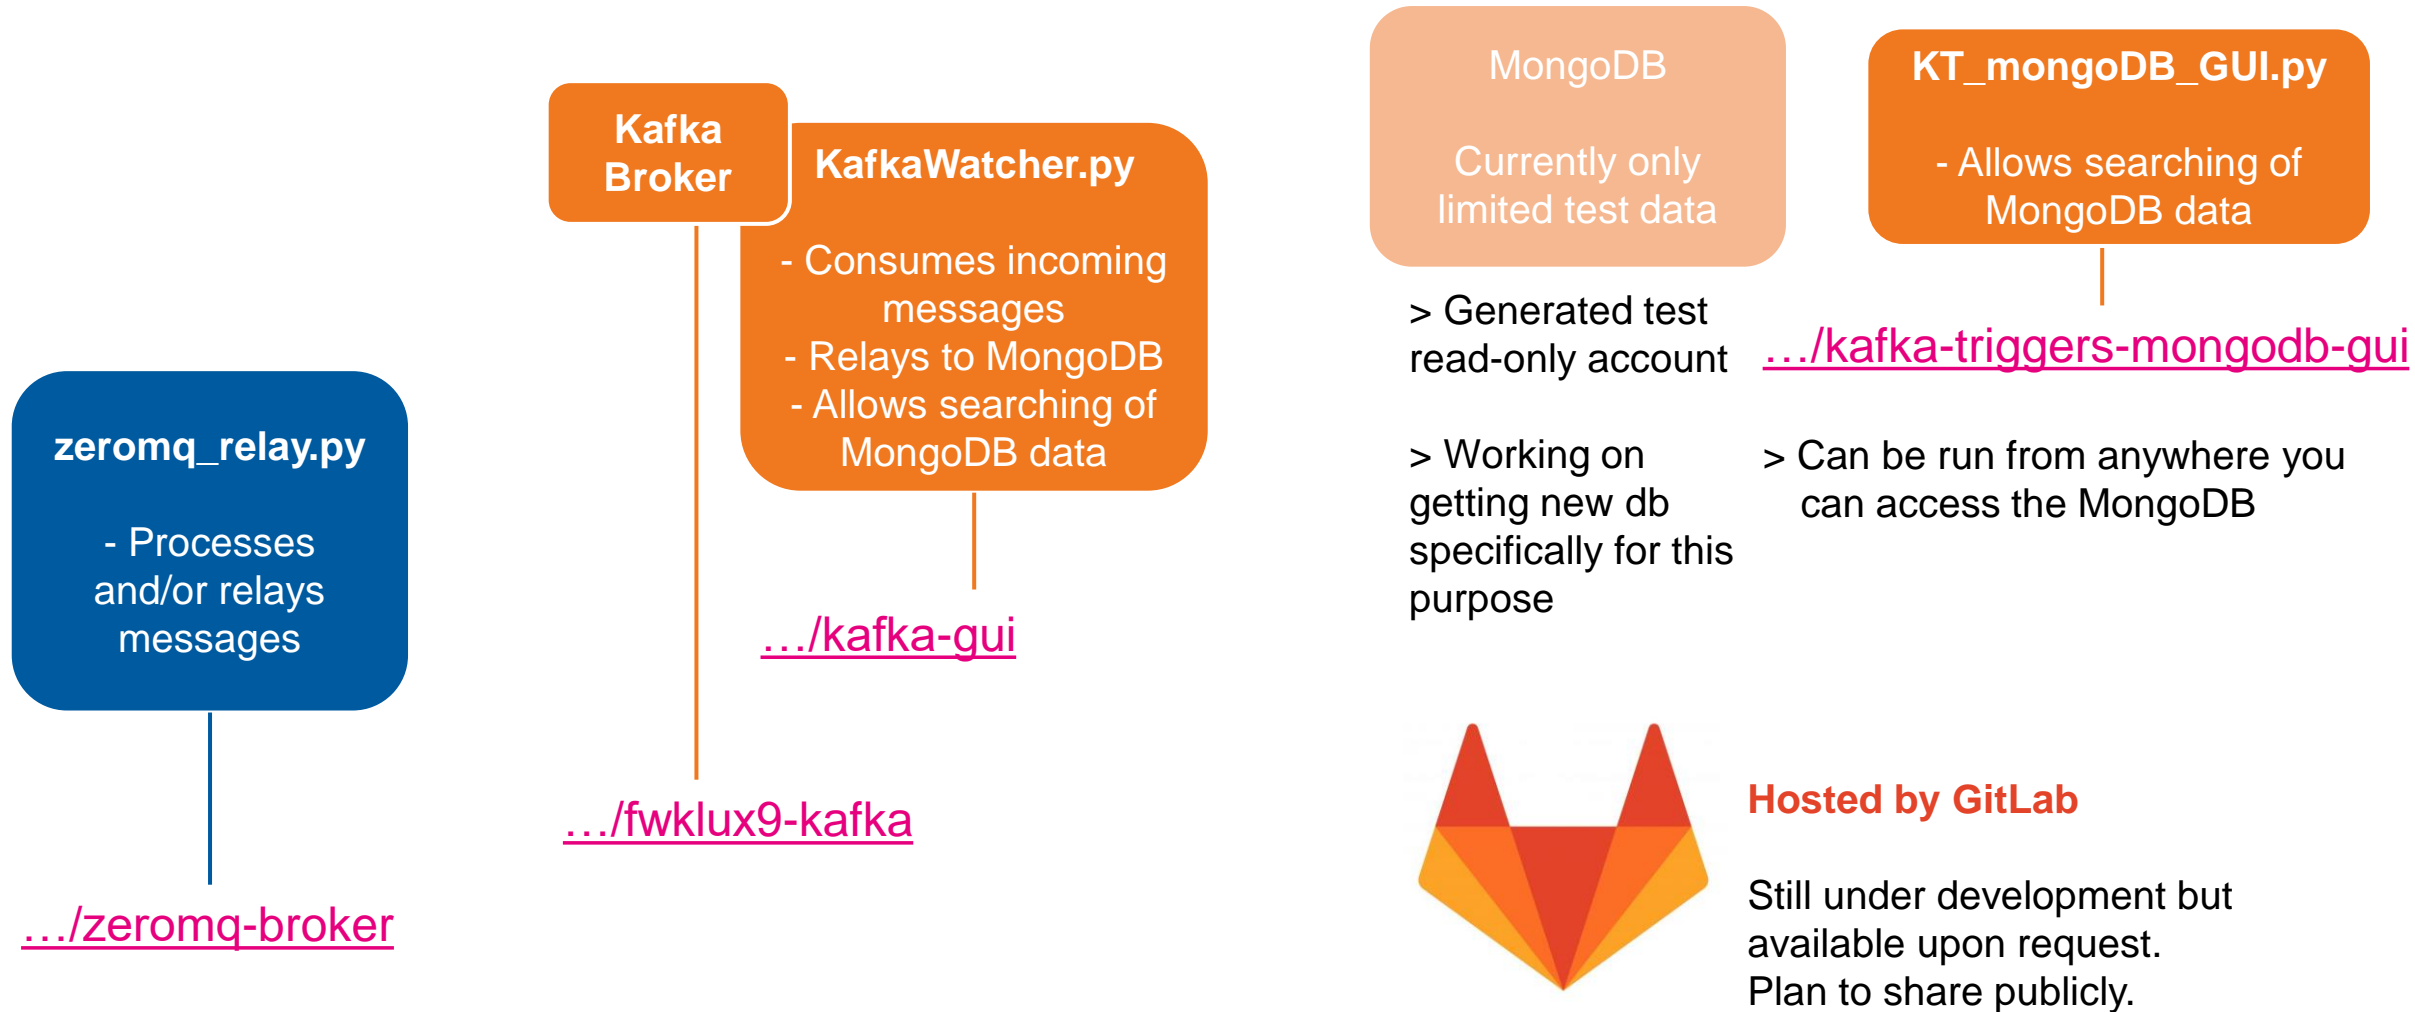 zeromq_relay.py
- Processes
and/or relays
messages
…/zeromq-broker
Kafka
Broker
…/fwklux9-kafka
KafkaWatcher.py
- Consumes incoming
messages
- Relays to MongoDB
- Allows searching of
MongoDB data
…/kafka-gui
MongoDB
Currently only
limited test data
> Generated test
read-only account
> Working on
getting new db
specifically for this
purpose
KT_mongoDB_GUI.py
- Allows searching of
MongoDB data
…/kafka-triggers-mongodb-gui
> Can be run from anywhere you
can access the MongoDB
Hosted by GitLab
Still under development but
available upon request.
Plan to share publicly.